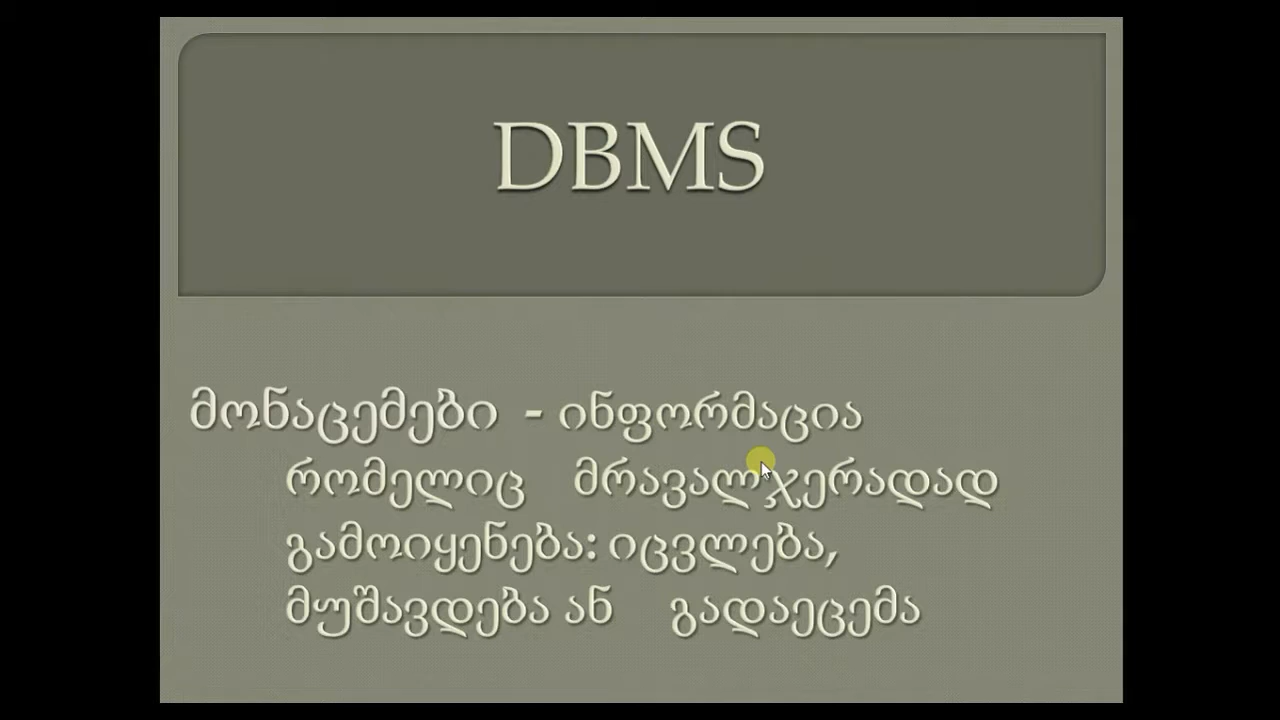 DBMS
მონაცემები - ინფორმაცია
რომელიც მრავალჯერადად
გამოიყენება: იცვლება,
მუშავდება ან გადაეცემა